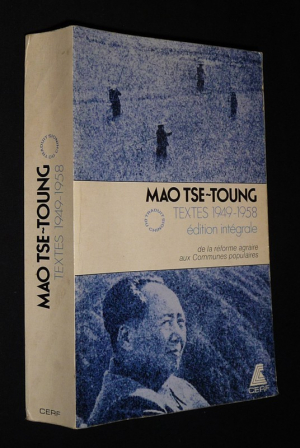 MAO TSE-TOUNG
TEXTES 1949-1958
CERF
MAO TSE-TOUNG
TEXTES 1949-1958
édition intégrale
de la réforme agraire
aux Communes populaires
CERF